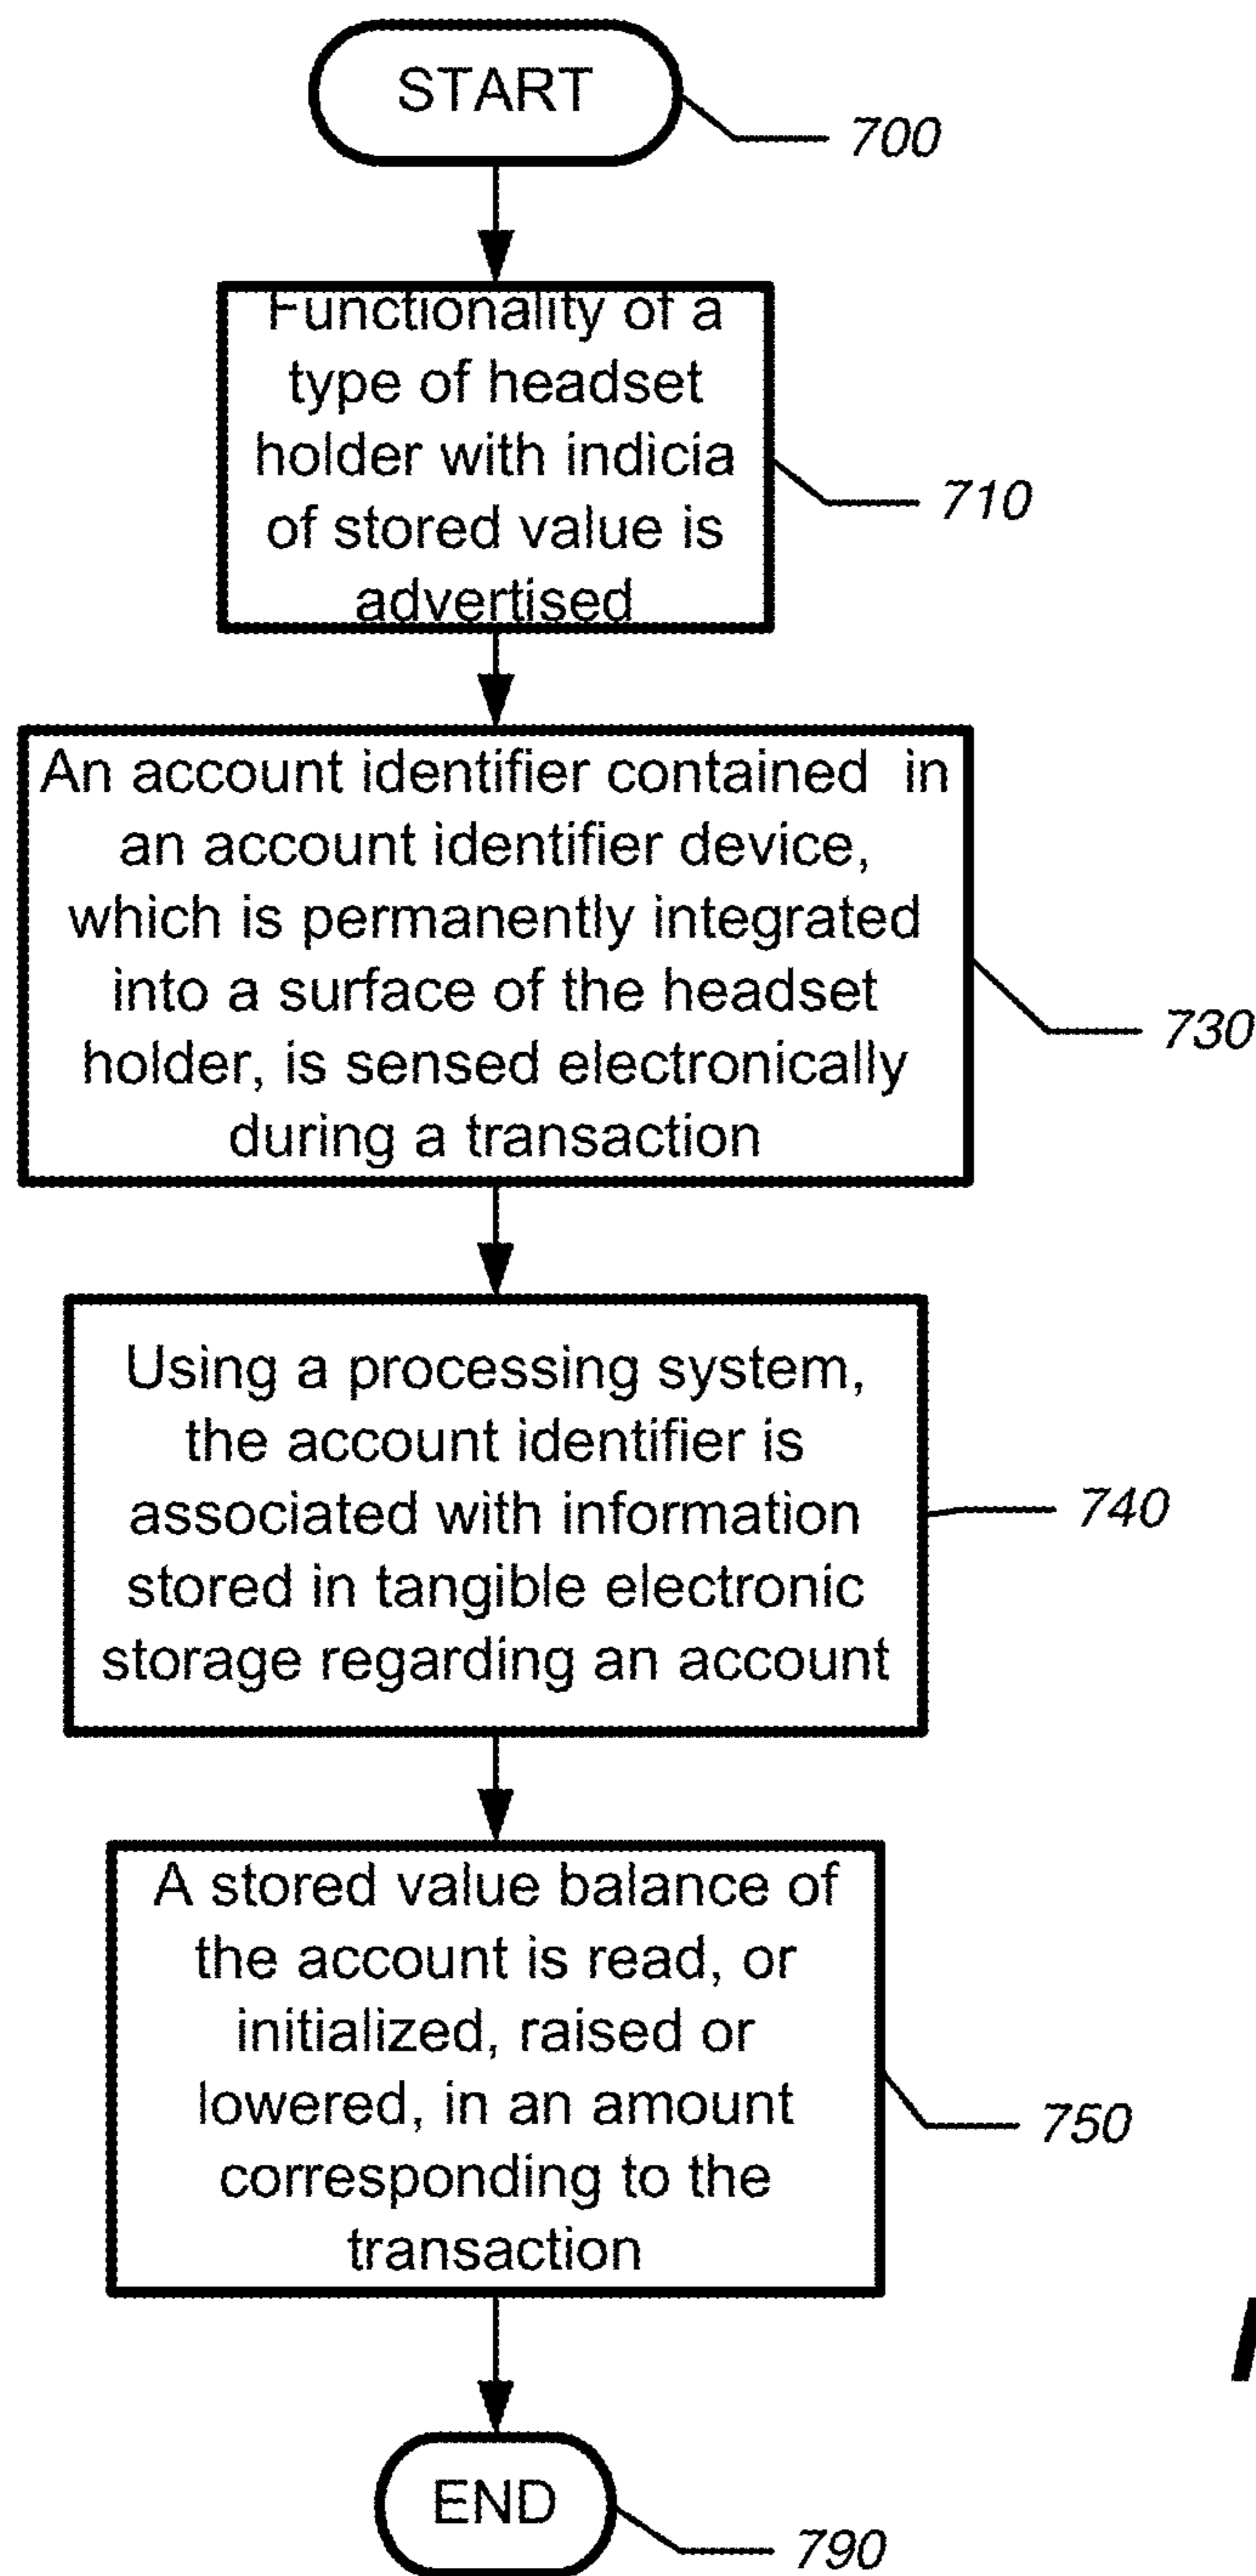 START
700
Functionality of a
type of headset
holder with indicia
of stored value is
advertised
710
An account identifier contained in
an account identifier device,
which is permanently integrated
into a surface of the headset
holder, is sensed electronically
during a transaction
730
Using a processing system,
the account identifier is
associated with information
stored in tangible electronic
storage regarding an account
740
A stored value balance of
the account is read, or
initialized, raised or
lowered, in an amount
corresponding to the
transaction
750
END
790